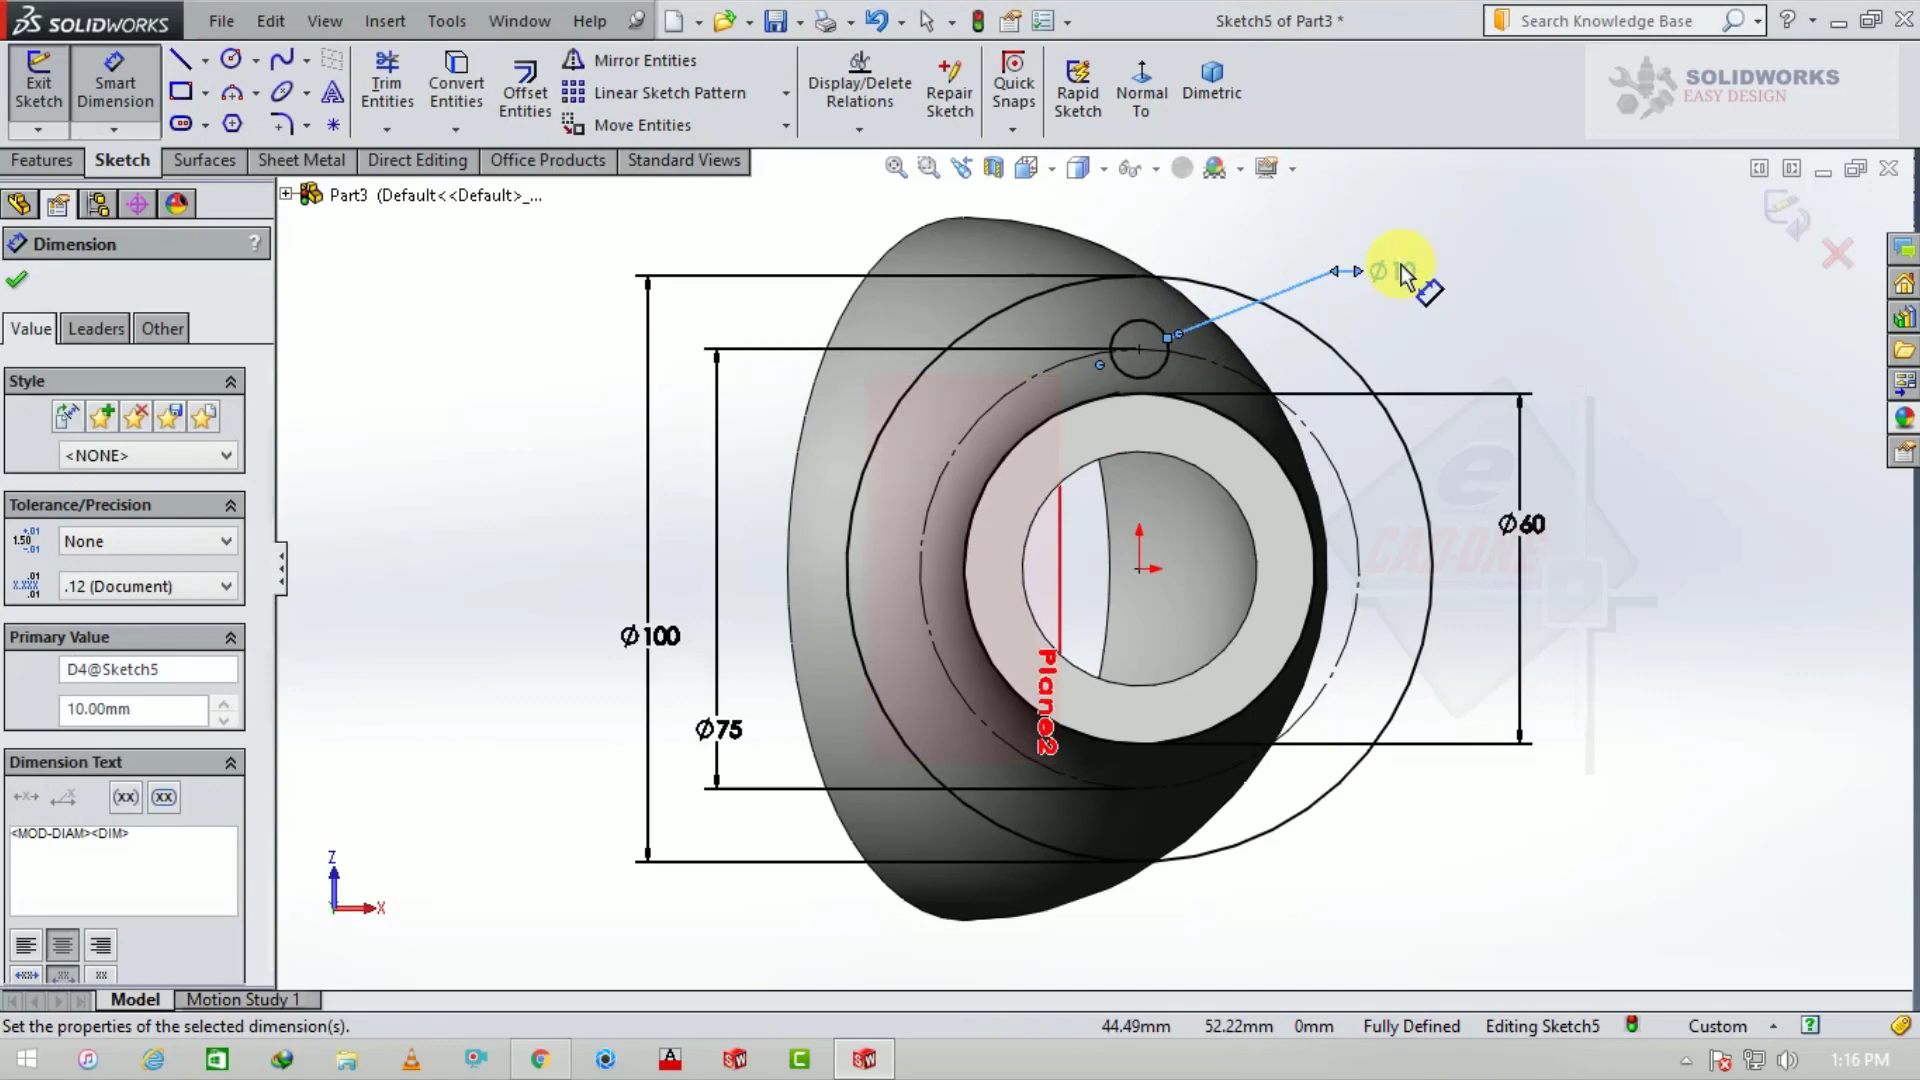 SOLIDWORKS File Edit View Insert Tools Window Help Sketch5 of Part3 * Search Knowledge Base
Exit Sketch
Smart Dimension
Trim Entities
Convert Entities
Offset Entities
Mirror Entities
Linear Sketch Pattern
Move Entities
Display/Delete Relations
Repair Sketch
Quick Snaps
Rapid Sketch
Normal To
Dimetric
SOLIDWORKS
EASY DESIGN
Features Sketch Surfaces Sheet Metal Direct Editing Office Products Standard Views
Part3 (Default<<Default>_...
Dimension ?
Value Leaders Other
Style
<NONE>
Tolerance/Precision
None
.12 (Document)
Primary Value
D4@Sketch5
10.00mm
Dimension Text
(xx) (xx)
<MOD-DIAM><DIM>
Ø10
Ø60
Ø100
Ø75
Plane2
e
CAD-ONS
Z
X
Model Motion Study 1
Set the properties of the selected dimension(s). 44.49mm 52.22mm 0mm Fully Defined Editing Sketch5 Custom
1:16 PM